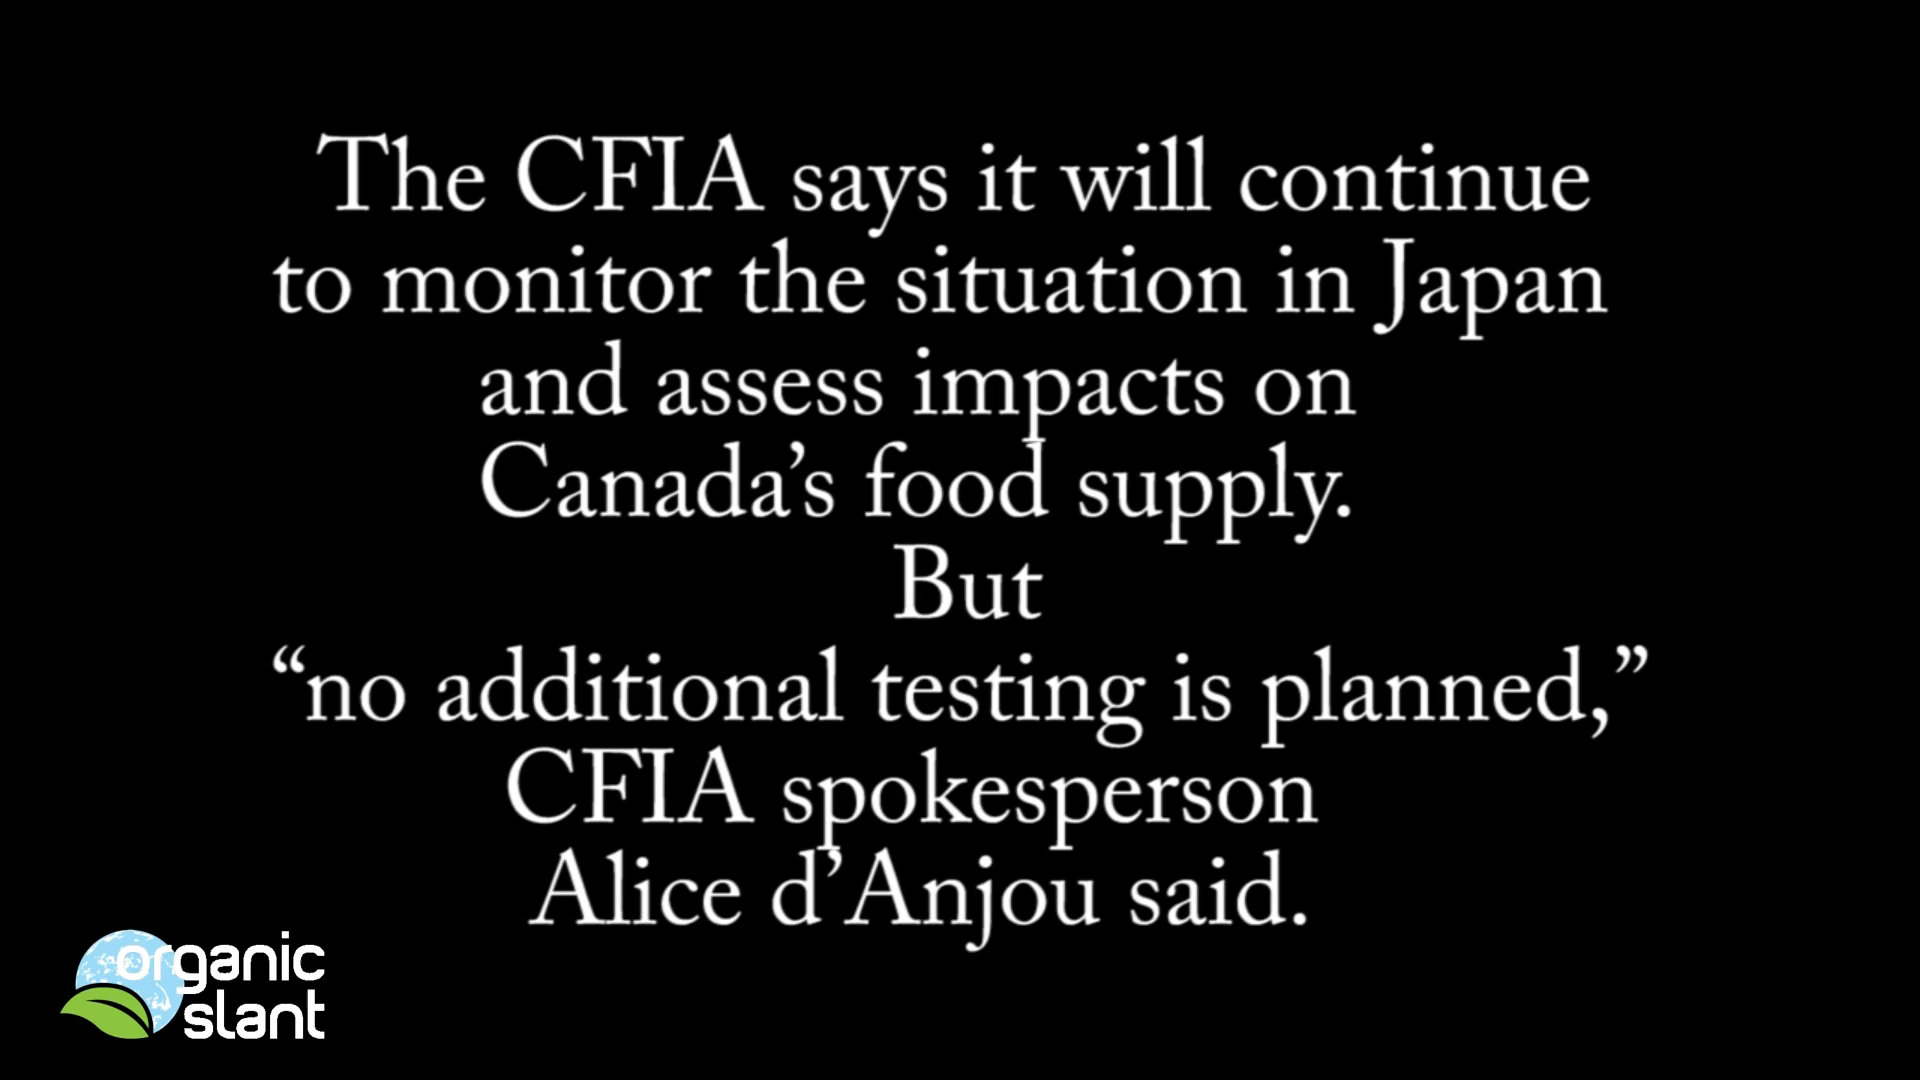 The CFIA says it will continue
to monitor the situation in Japan
and assess impacts on
Canada’s food supply.
But
“no additional testing is planned,”
CFIA spokesperson
Alice d’Anjou said.
organic
slant